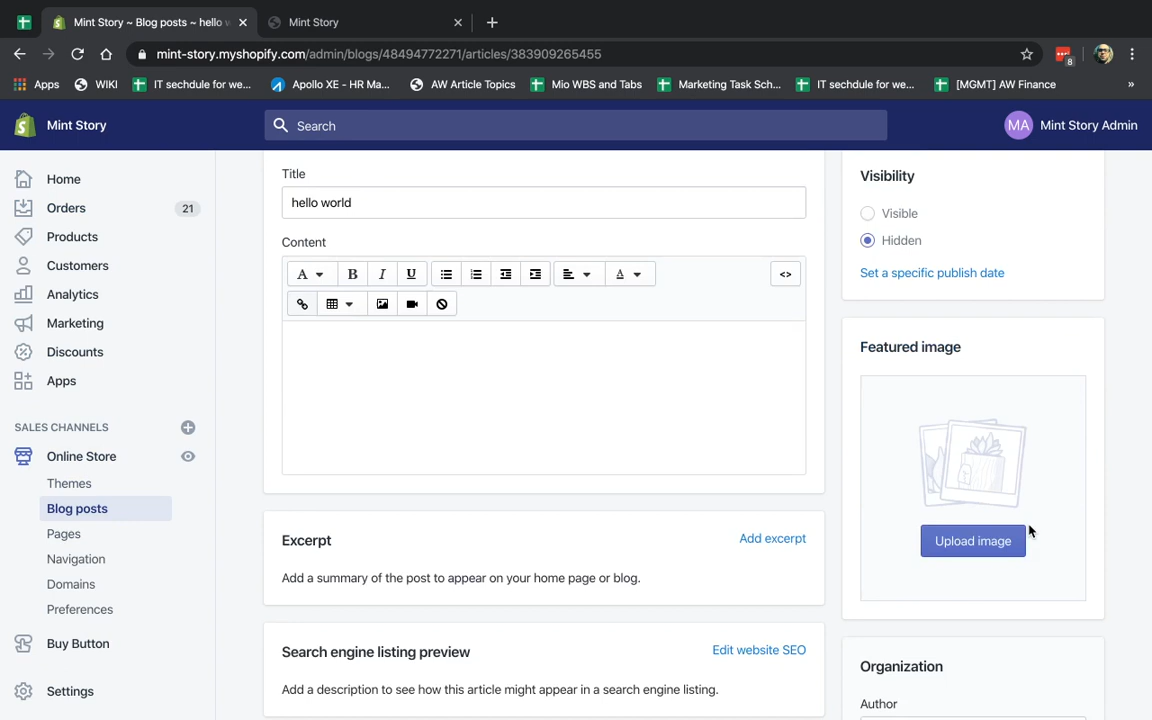 Mint Story ~ Blog posts ~ hello w
Mint Story
mint-story.myshopify.com/admin/blogs/48494772271/articles/383909265455
8
Apps
WIKI
IT sechdule for we...
Apollo XE - HR Ma...
AW Article Topics
Mio WBS and Tabs
Marketing Task Sch...
IT sechdule for we...
[MGMT] AW Finance
»
Mint Story
Search
MA
Mint Story Admin
Home
Orders
21
Products
Customers
Analytics
Marketing
Discounts
Apps
SALES CHANNELS
Online Store
Themes
Blog posts
Pages
Navigation
Domains
Preferences
Buy Button
Settings
Title
hello world
Content
A
B
I
U
A
<>
Excerpt
Add excerpt
Add a summary of the post to appear on your home page or blog.
Search engine listing preview
Edit website SEO
Add a description to see how this article might appear in a search engine listing.
Visibility
Visible
Hidden
Set a specific publish date
Featured image
Upload image
Organization
Author